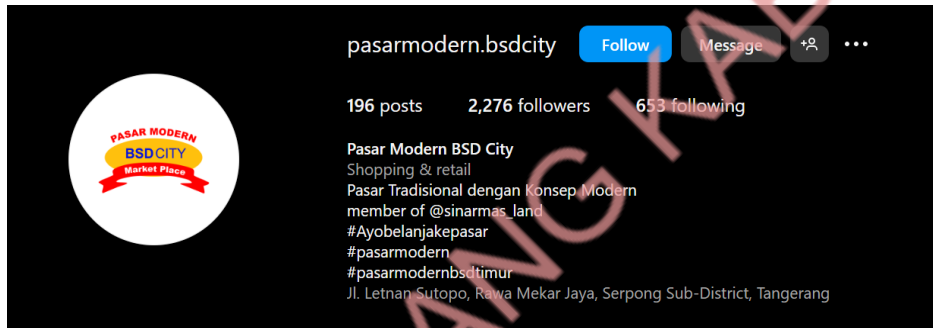 pasarmodern.bsdcity Follow Message
196 posts 2,276 followers 653 following
PASAR MODERN
BSD CITY
Market Place
Pasar Modern BSD City
Shopping & retail
Pasar Tradisional dengan Konsep Modern
member of @sinarmas_land
#Ayobelanjakepasar
#pasarmodern
#pasarmodernbsdtimur
Jl. Letnan Sutopo, Rawa Mekar Jaya, Serpong Sub-District, Tangerang
ANG KA